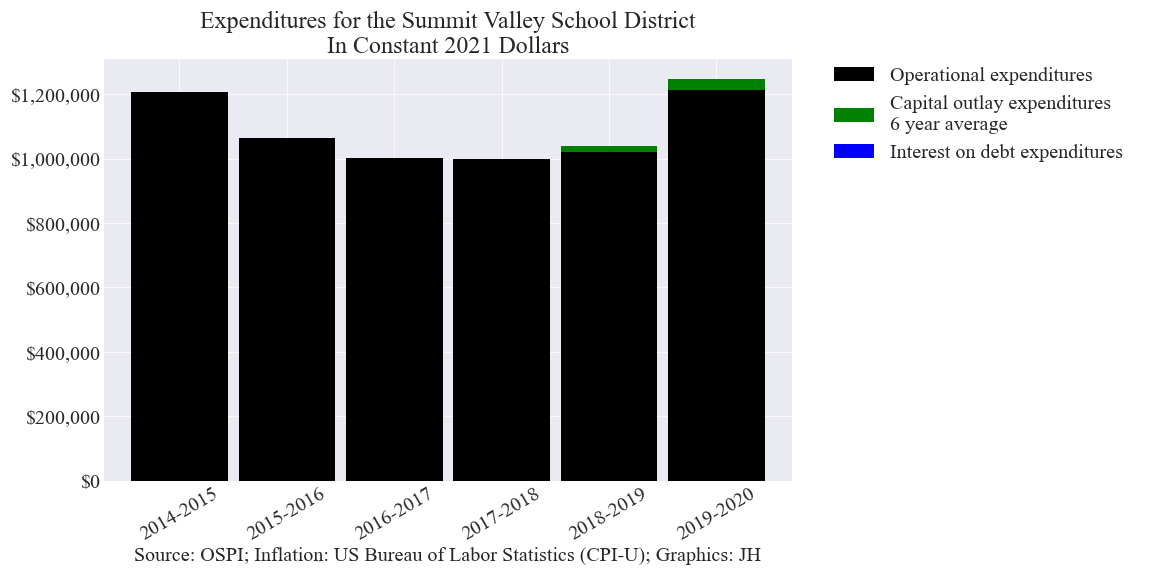 Expenditures for the Summit Valley School District
In Constant 2021 Dollars
$1,200,000
$1,000,000
$800,000
$600,000
$400,000
$200,000
$0
2014-2015
2015-2016
2016-2017
2017-2018
2018-2019
2019-2020
Operational expenditures
Capital outlay expenditures
6 year average
Interest on debt expenditures
Source: OSPI; Inflation: US Bureau of Labor Statistics (CPI-U); Graphics: JH